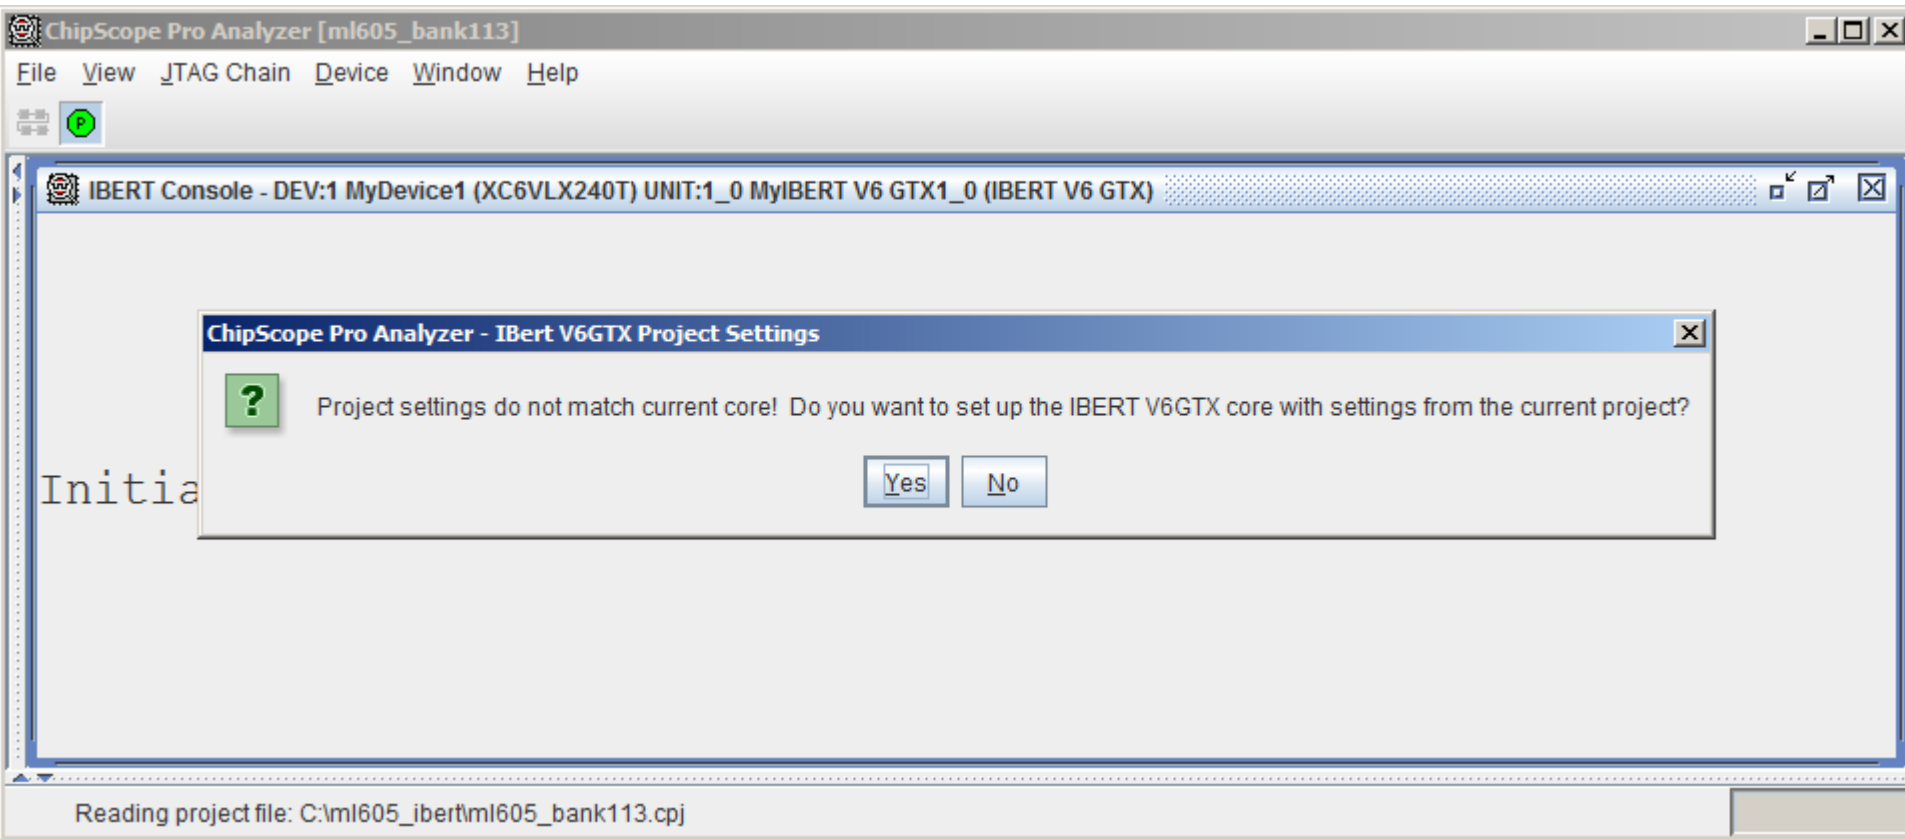 ChipScope Pro Analyzer [ml605_bank113]
File View JTAG Chain Device Window Help
P
IBERT Console - DEV:1 MyDevice1 (XC6VLX240T) UNIT:1_0 MyIBERT V6 GTX1_0 (IBERT V6 GTX)
ChipScope Pro Analyzer - IBert V6GTX Project Settings
? Project settings do not match current core! Do you want to set up the IBERT V6GTX core with settings from the current project?
Yes No
Initia
Reading project file: C:\ml605_ibert\ml605_bank113.cpj